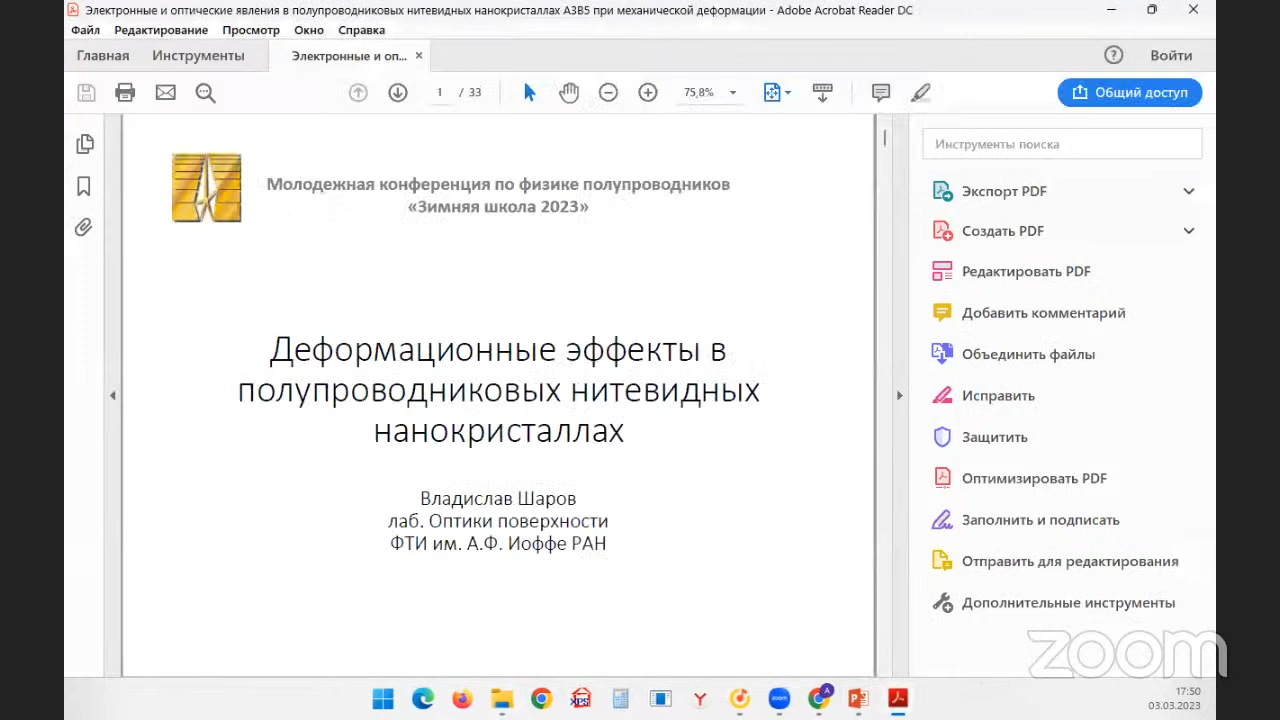 Электронные и оптические явления в полупроводниковых нитевидных нанокристаллах А3В5 при механической деформации - Adobe Acrobat Reader DC
Файл Редактирование Просмотр Окно Справка
Главная Инструменты Электронные и оп... ×
Войти
1 / 33
75,8%
Общий доступ
Молодежная конференция по физике полупроводников
«Зимняя школа 2023»
Деформационные эффекты в
полупроводниковых нитевидных
нанокристаллах
Владислав Шаров
лаб. Оптики поверхности
ФТИ им. А.Ф. Иоффе РАН
Инструменты поиска
Экспорт PDF
Создать PDF
Редактировать PDF
Добавить комментарий
Объединить файлы
Исправить
Защитить
Оптимизировать PDF
Заполнить и подписать
Отправить для редактирования
Дополнительные инструменты
zoom
17:50
03.03.2023